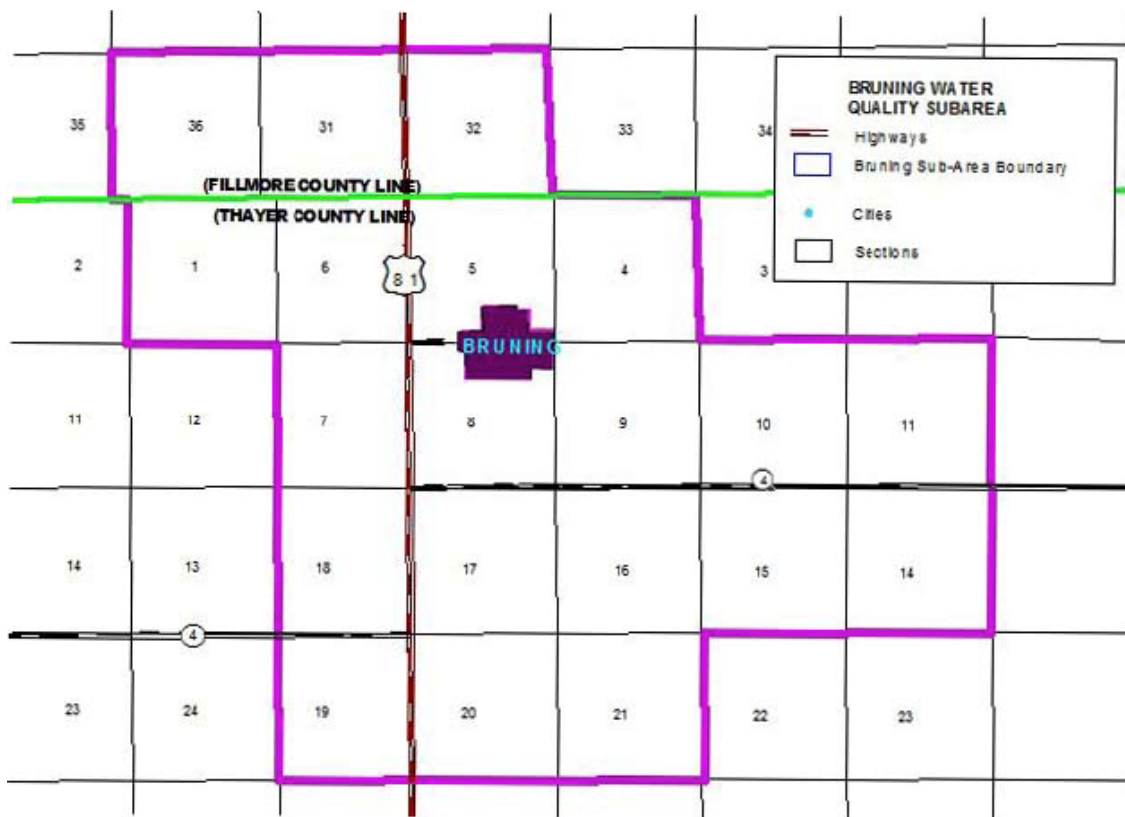 BRUNING WATER
QUALITY SUBAREA
Highways
Bruning Sub-Area Boundary
Cities
Sections
35 36 31 32 33 34
(FILLMORE COUNTY LINE)
(THAYER COUNTY LINE)
2 1 6 5 4 3
8 1
BRUNING
11 12 7 8 9 10 11
4
14 13 18 17 16 15 14
4
23 24 19 20 21 22 23